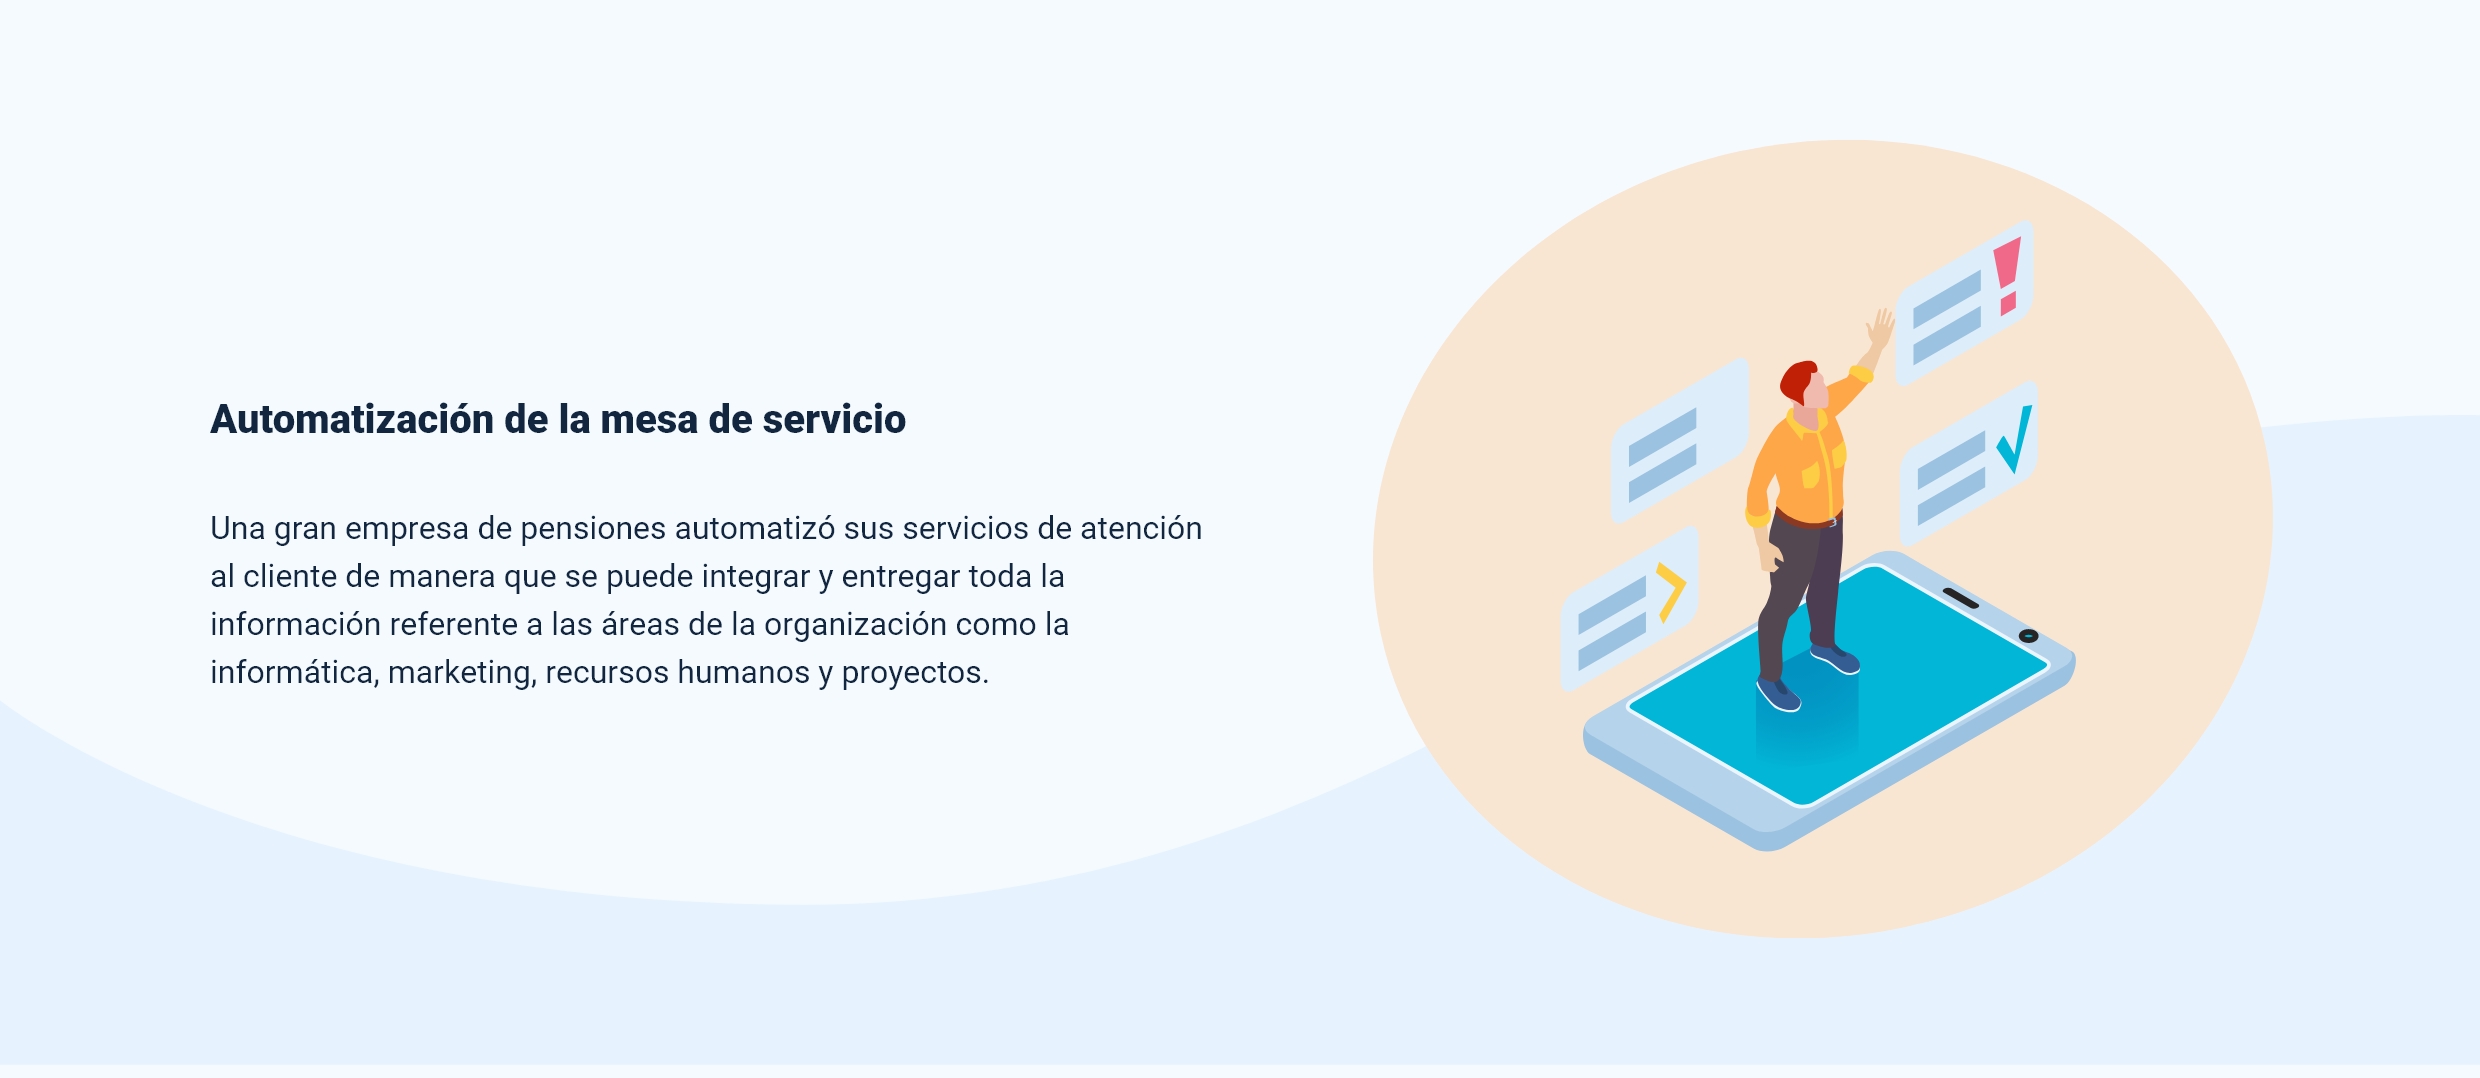 Automatización de la mesa de servicio
Una gran empresa de pensiones automatizó sus servicios de atención
al cliente de manera que se puede integrar y entregar toda la
información referente a las áreas de la organización como la
informática, marketing, recursos humanos y proyectos.